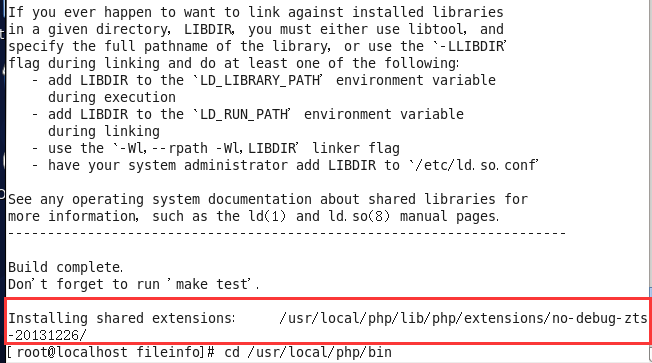 If you ever happen to want to link against installed libraries
in a given directory, LIBDIR, you must either use libtool, and
specify the full pathname of the library, or use the `-LLIBDIR'
flag during linking and do at least one of the following:
- add LIBDIR to the `LD_LIBRARY_PATH' environment variable
during execution
- add LIBDIR to the `LD_RUN_PATH' environment variable
during linking
- use the `-Wl,--rpath -Wl,LIBDIR' linker flag
- have your system administrator add LIBDIR to `/etc/ld.so.conf'
See any operating system documentation about shared libraries for
more information, such as the ld(1) and ld.so(8) manual pages.
----------------------------------------------------------------------
Build complete.
Don't forget to run 'make test'.
Installing shared extensions:     /usr/local/php/lib/php/extensions/no-debug-zts
-20131226/
[root@localhost fileinfo]# cd /usr/local/php/bin